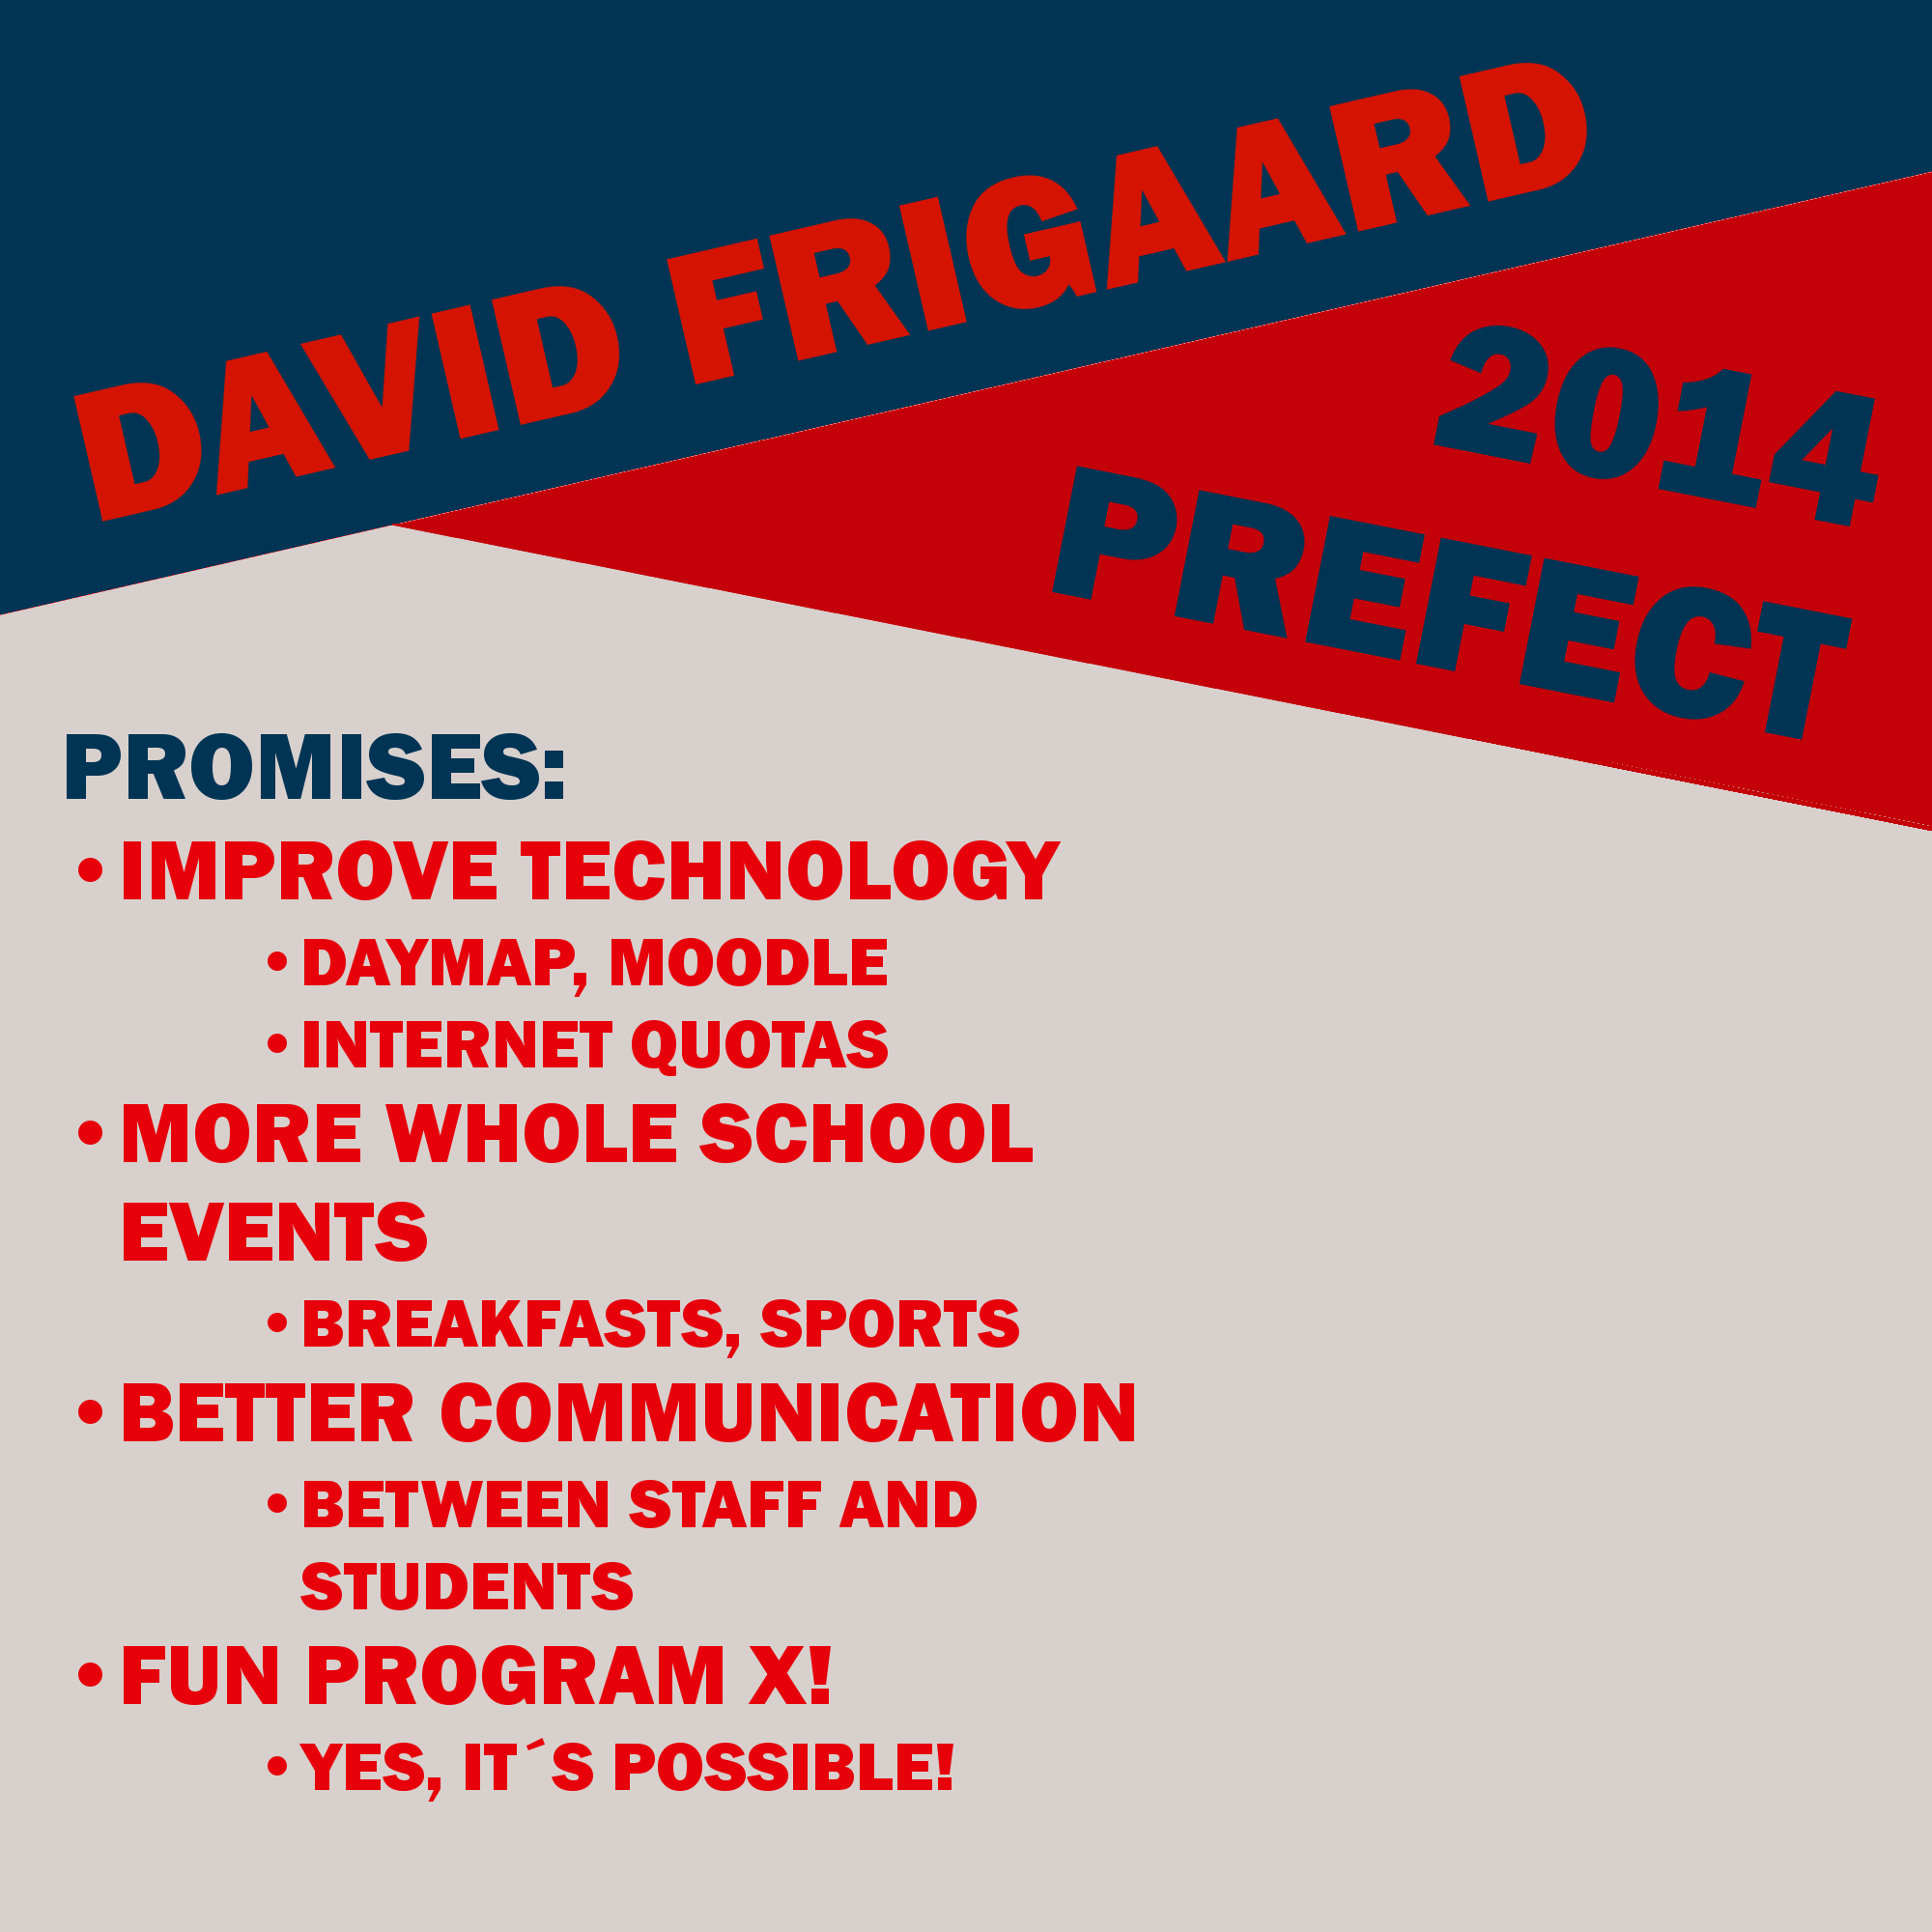 DAVID FRIGAARD
2014
PREFECT
PROMISES:
• IMPROVE TECHNOLOGY
• DAYMAP, MOODLE
• INTERNET QUOTAS
• MORE WHOLE SCHOOL
EVENTS
• BREAKFASTS, SPORTS
• BETTER COMMUNICATION
• BETWEEN STAFF AND
STUDENTS
• FUN PROGRAM X!
• YES, IT´S POSSIBLE!